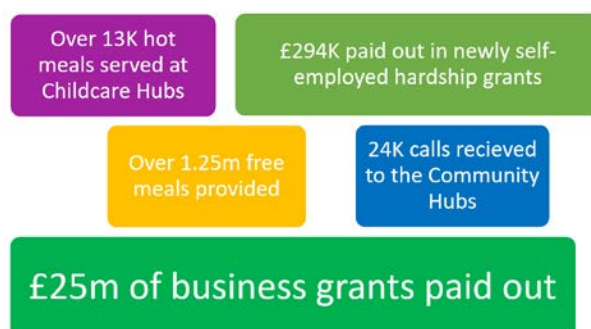 Over 13K hot
meals served at
Childcare Hubs
£294K paid out in newly self-
employed hardship grants
Over 1.25m free
meals provided
24K calls recieved
to the Community
Hubs
£25m of business grants paid out